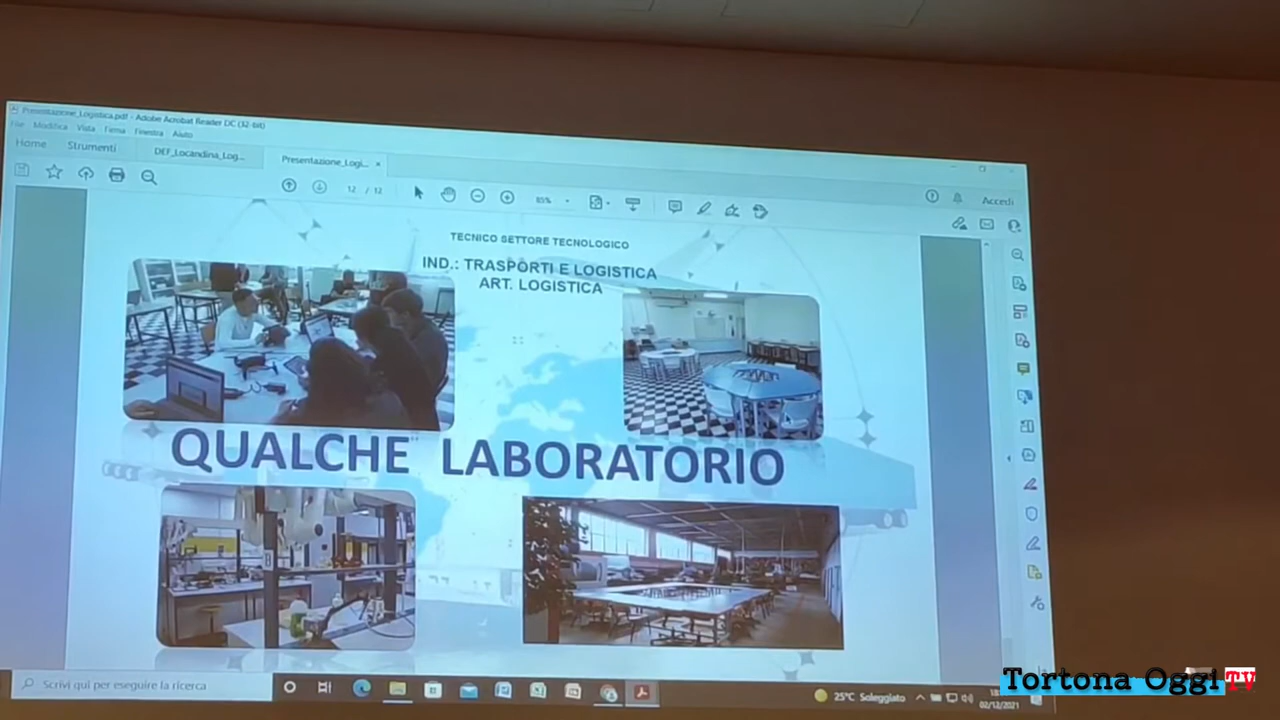 Presentazione_Logistica.pdf - Adobe Acrobat Reader DC (32-bit)
File Modifica Vista Firma Finestra Aiuto
Home Strumenti DEF_Locandina_Log... Presentazione_Logi... ×
12 / 12 85%
Accedi
TECNICO SETTORE TECNOLOGICO
IND.: TRASPORTI E LOGISTICA
ART. LOGISTICA
QUALCHE LABORATORIO
B
Scrivi qui per eseguire la ricerca
25°C Soleggiato
02/12/2021
Tortona Oggi TV